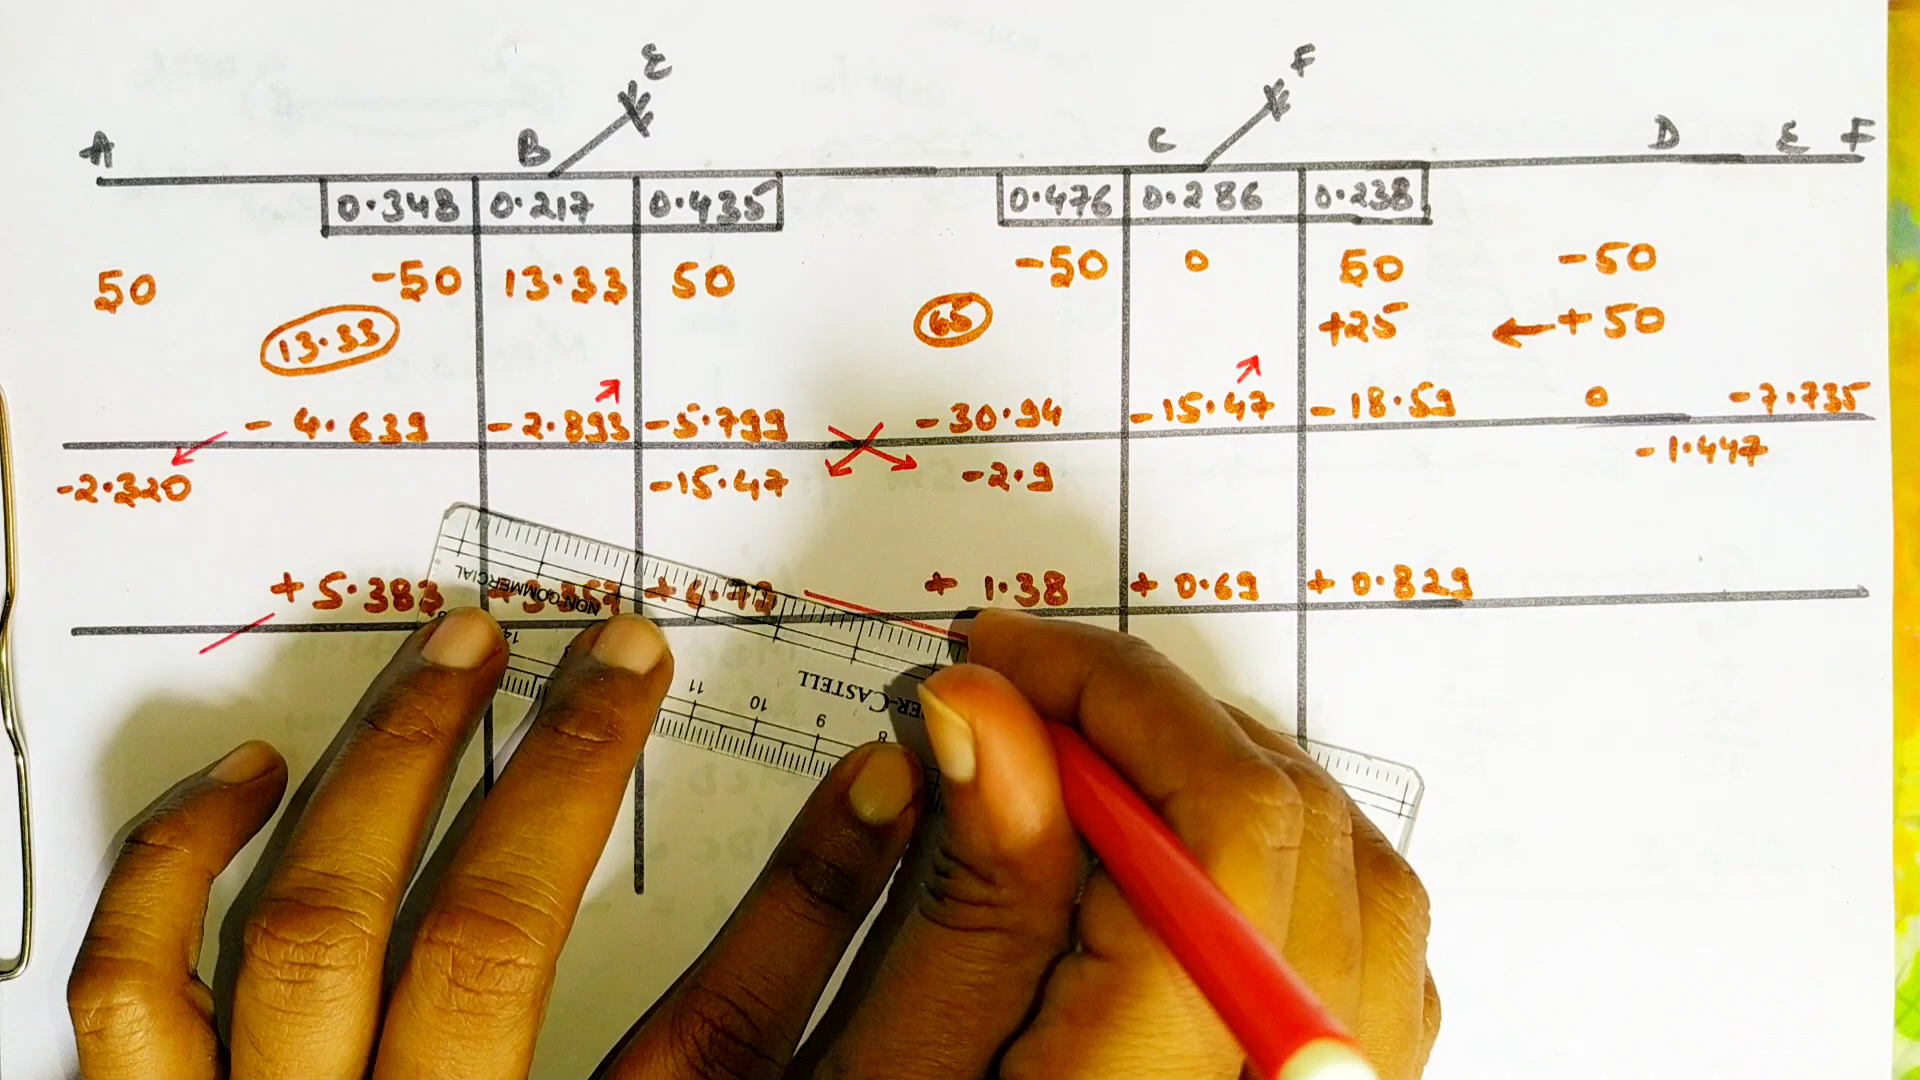 E F
A B C D E F
0.348 0.217 0.435 0.476 0.286 0.238
50 -50 13.33 50 -50 0 50 -50
13.33 65 +25 ← + 50
- 4.639 -2.893 -5.799 -30.94 -15.47 -18.59 0 -7.735
-1.447
-2.320 -15.47 -2.9
+ 5.383 + 1.38 + 0.69 + 0.829
NON COMMERCIAL
14 11 10 9 8